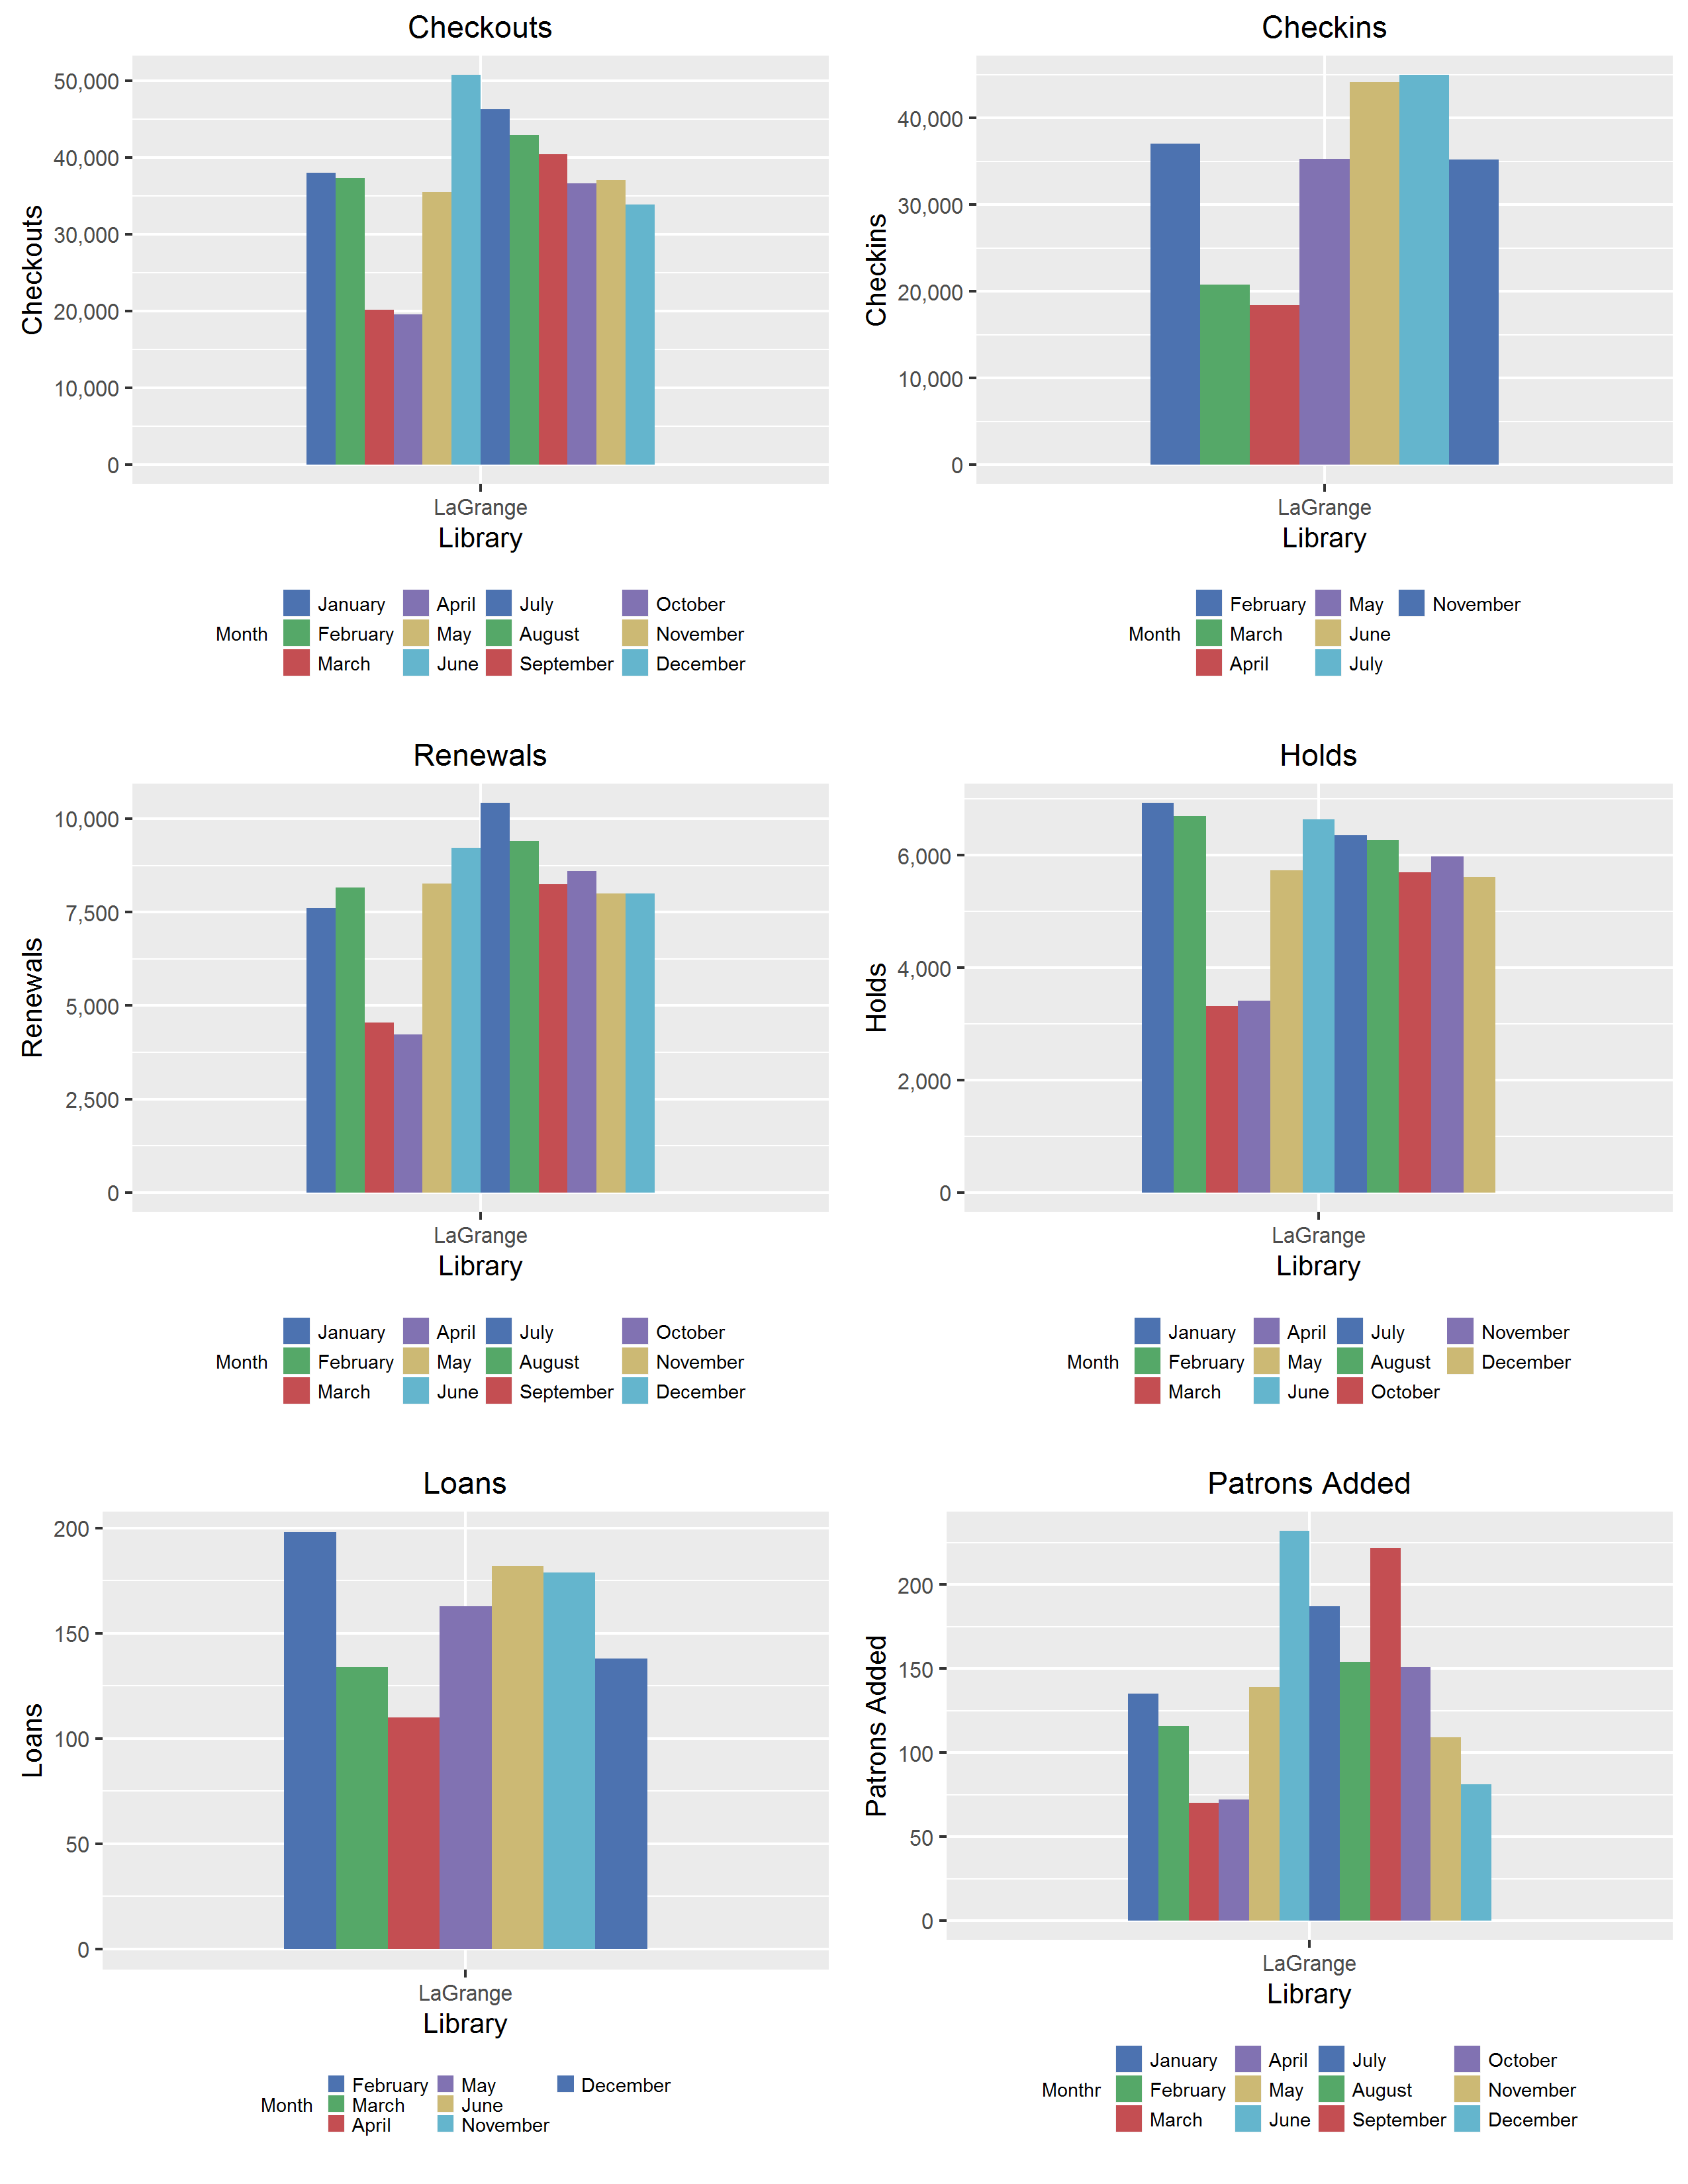 Checkouts
Checkouts
50,000
40,000
30,000
20,000
10,000
0
LaGrange
Library
Month
January April July October
February May August November
March June September December
Checkins
Checkins
40,000
30,000
20,000
10,000
0
LaGrange
Library
Month
February May November
March June
April July
Renewals
Renewals
10,000
7,500
5,000
2,500
0
LaGrange
Library
Month
January April July October
February May August November
March June September December
Holds
Holds
6,000
4,000
2,000
0
LaGrange
Library
Month
January April July November
February May August December
March June October
Loans
Loans
200
150
100
50
0
LaGrange
Library
Month
February May December
March June
April November
Patrons Added
Patrons Added
200
150
100
50
0
LaGrange
Library
Monthr
January April July October
February May August November
March June September December